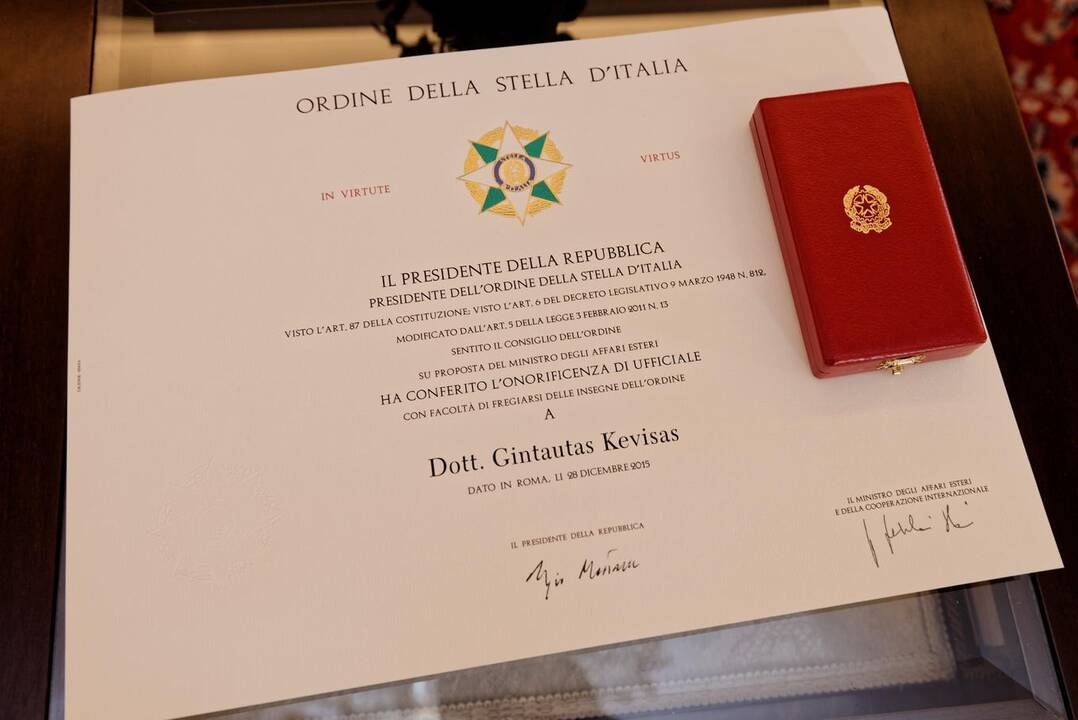 ORDINE DELLA STELLA D'ITALIA
IN VIRTUTE
VIRTUS
STELLA
D'ITALIA
IL PRESIDENTE DELLA REPUBBLICA
PRESIDENTE DELL'ORDINE DELLA STELLA D'ITALIA
VISTO L'ART. 87 DELLA COSTITUZIONE; VISTO L'ART. 6 DEL DECRETO LEGISLATIVO 9 MARZO 1948 N. 812,
MODIFICATO DALL'ART. 5 DELLA LEGGE 3 FEBBRAIO 2011 N. 13
SENTITO IL CONSIGLIO DELL'ORDINE
SU PROPOSTA DEL MINISTRO DEGLI AFFARI ESTERI
HA CONFERITO L'ONORIFICENZA DI UFFICIALE
CON FACOLTÀ DI FREGIARSI DELLE INSEGNE DELL'ORDINE
A
Dott. Gintautas Kevisas
DATO IN ROMA, LI 28 DICEMBRE 2015
IL PRESIDENTE DELLA REPUBBLICA
IL MINISTRO DEGLI AFFARI ESTERI
E DELLA COOPERAZIONE INTERNAZIONALE